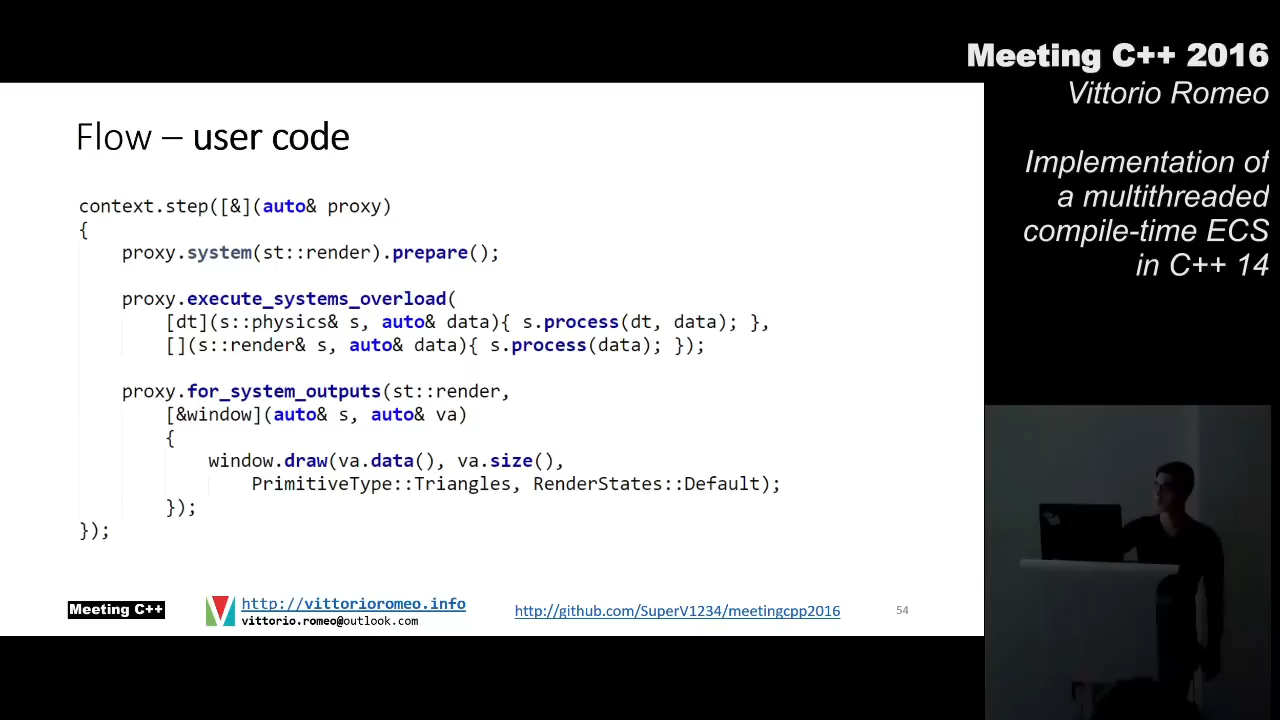 Meeting C++ 2016
Vittorio Romeo
Implementation of
a multithreaded
compile-time ECS
in C++ 14
Flow – user code
context.step([&](auto& proxy)
{
    proxy.system(st::render).prepare();
    proxy.execute_systems_overload(
        [dt](s::physics& s, auto& data){ s.process(dt, data); },
        [](s::render& s, auto& data){ s.process(data); });
    proxy.for_system_outputs(st::render,
        [&window](auto& s, auto& va)
        {
            window.draw(va.data(), va.size(),
                PrimitiveType::Triangles, RenderStates::Default);
        });
});
Meeting C++
http://vittorioromeo.info
vittorio.romeo@outlook.com
http://github.com/SuperV1234/meetingcpp2016
54